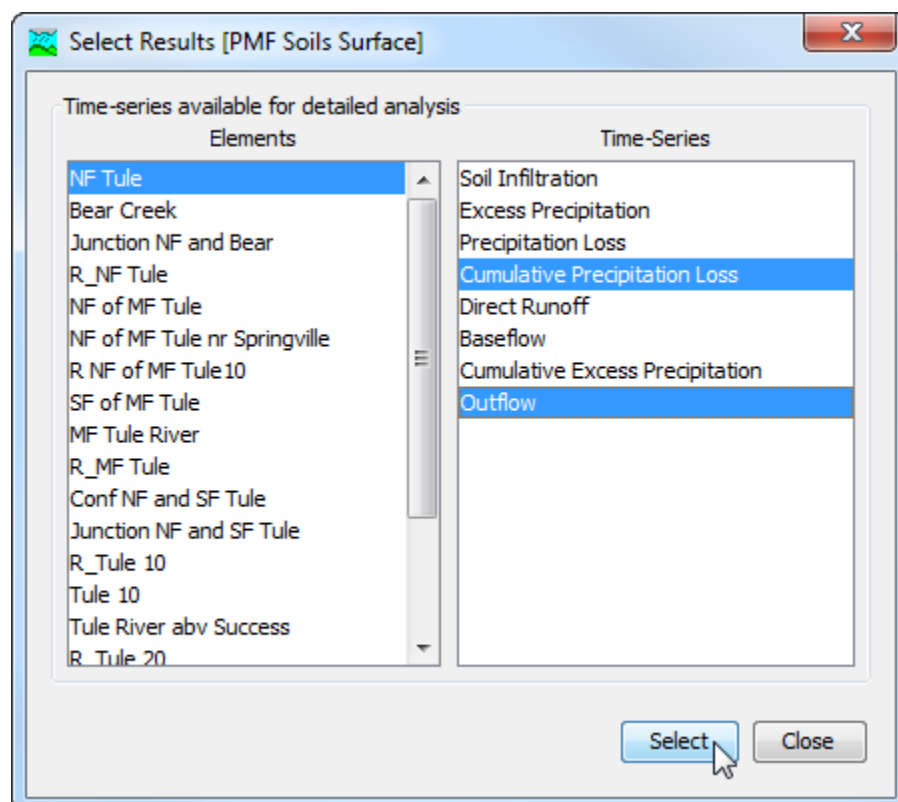 Select Results [PMF Soils Surface]
Time-series available for detailed analysis
Elements
NF Tule
Bear Creek
Junction NF and Bear
R_NF Tule
NF of MF Tule
NF of MF Tule nr Springville
R NF of MF Tule10
SF of MF Tule
MF Tule River
R_MF Tule
Conf NF and SF Tule
Junction NF and SF Tule
R_Tule 10
Tule 10
Tule River abv Success
R_Tule 20
Time-Series
Soil Infiltration
Excess Precipitation
Precipitation Loss
Cumulative Precipitation Loss
Direct Runoff
Baseflow
Cumulative Excess Precipitation
Outflow
Select
Close